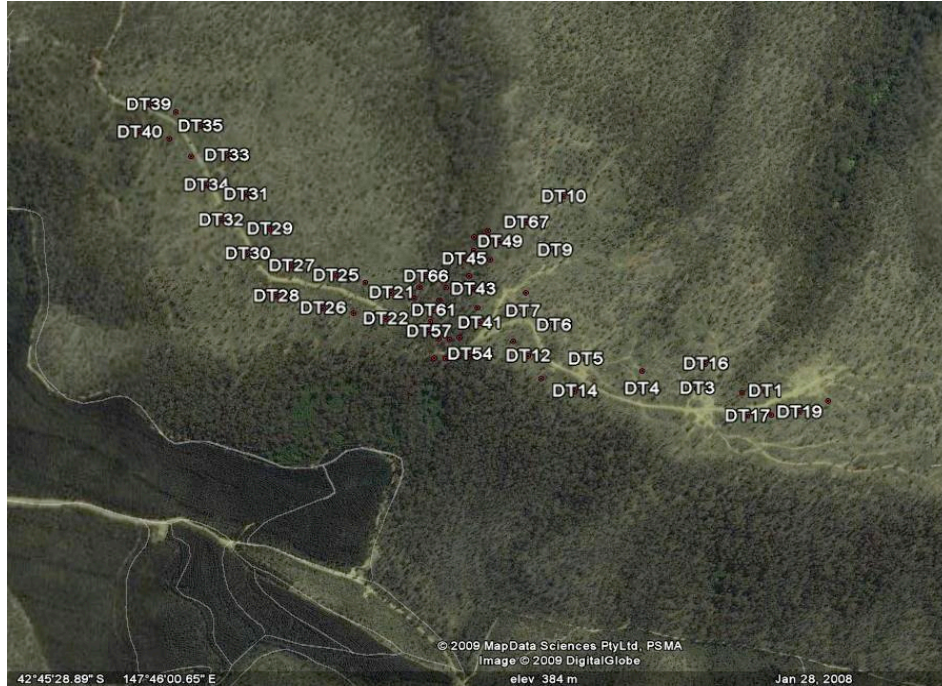 DT39
DT35
DT40
DT33
DT34
DT31
DT10
DT32
DT67
DT29
DT49
DT9
DT30
DT45
DT27
DT25
DT66
DT43
DT21
DT28
DT26
DT61
DT7
DT22
DT41
DT6
DT57
DT54
DT12
DT5
DT16
DT14
DT4
DT3
DT1
DT17
DT19
© 2009 MapData Sciences PtyLtd, PSMA
Image © 2009 DigitalGlobe
42°45'28.89" S 147°46'00.65" E elev 384 m Jan 28, 2008